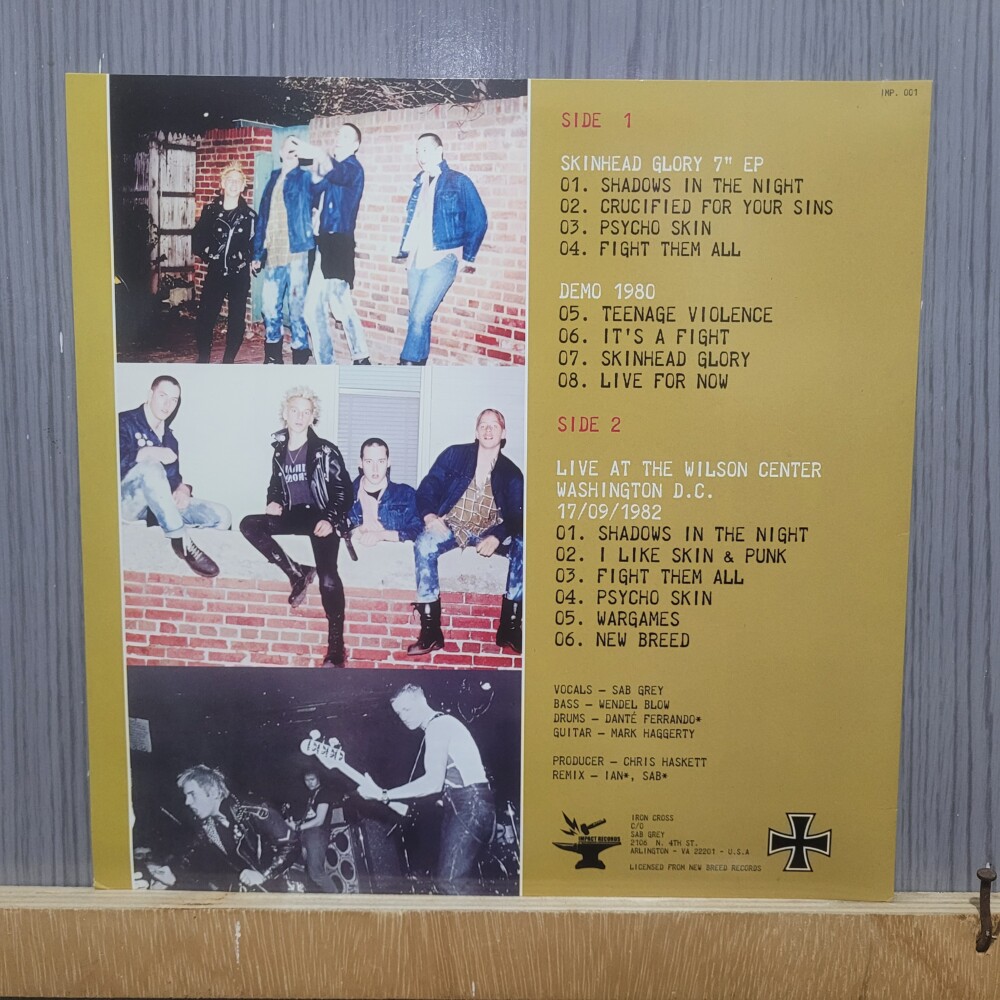 IMP. 001
SIDE 1
SKINHEAD GLORY 7" EP
01. SHADOWS IN THE NIGHT
02. CRUCIFIED FOR YOUR SINS
03. PSYCHO SKIN
04. FIGHT THEM ALL
DEMO 1980
05. TEENAGE VIOLENCE
06. IT'S A FIGHT
07. SKINHEAD GLORY
08. LIVE FOR NOW
SIDE 2
LIVE AT THE WILSON CENTER
WASHINGTON D.C.
17/09/1982
01. SHADOWS IN THE NIGHT
02. I LIKE SKIN & PUNK
03. FIGHT THEM ALL
04. PSYCHO SKIN
05. WARGAMES
06. NEW BREED
VOCALS – SAB GREY
BASS – WENDEL BLOW
DRUMS – DANTÉ FERRANDO*
GUITAR – MARK HAGGERTY
PRODUCER – CHRIS HASKETT
REMIX – IAN*, SAB*
IMPACT RECORDS
IRON CROSS
C/O
SAB GREY
2106 N. 4TH ST.
ARLINGTON - VA 22201 - U.S.A
LICENSED FROM NEW BREED RECORDS